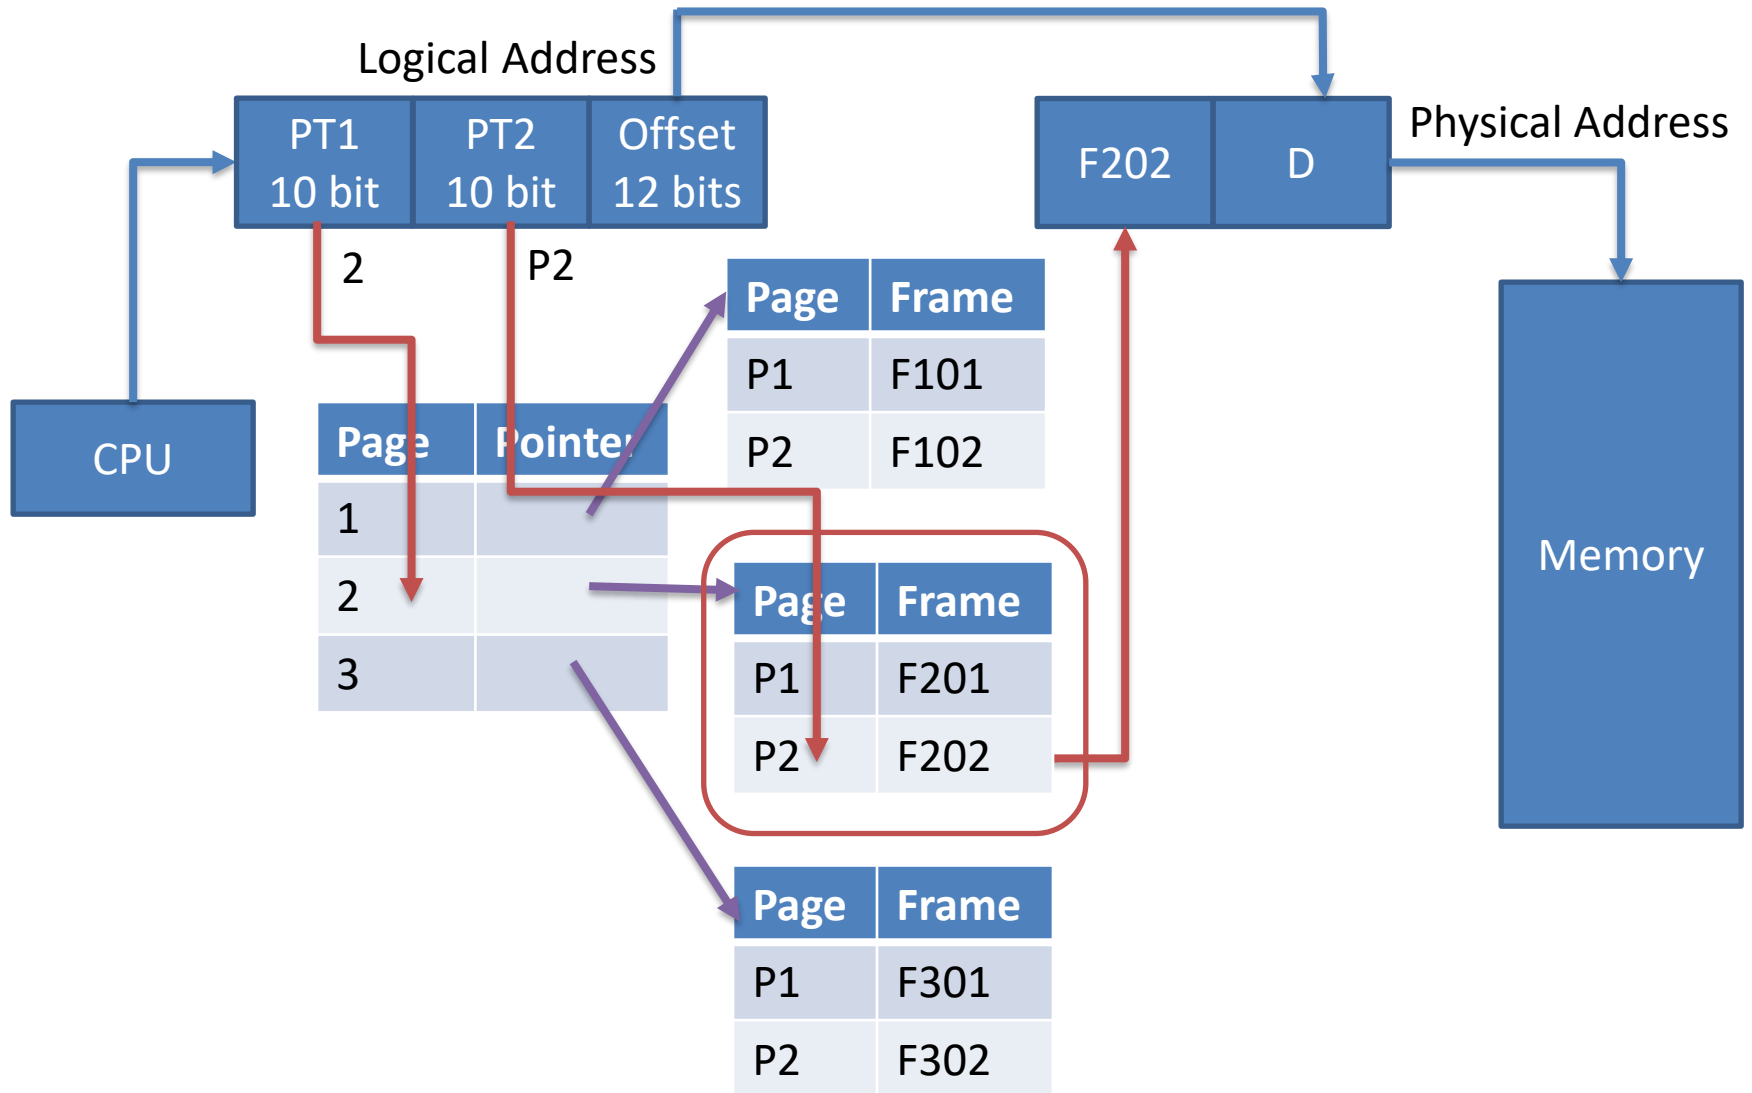 Logical Address
PT1
10 bit
PT2
10 bit
Offset
12 bits
F202
D
Physical Address
2
P2
CPU
Page Pointer
1
2
3
Page Frame
P1 F101
P2 F102
Page Frame
P1 F201
P2 F202
Page Frame
P1 F301
P2 F302
Memory